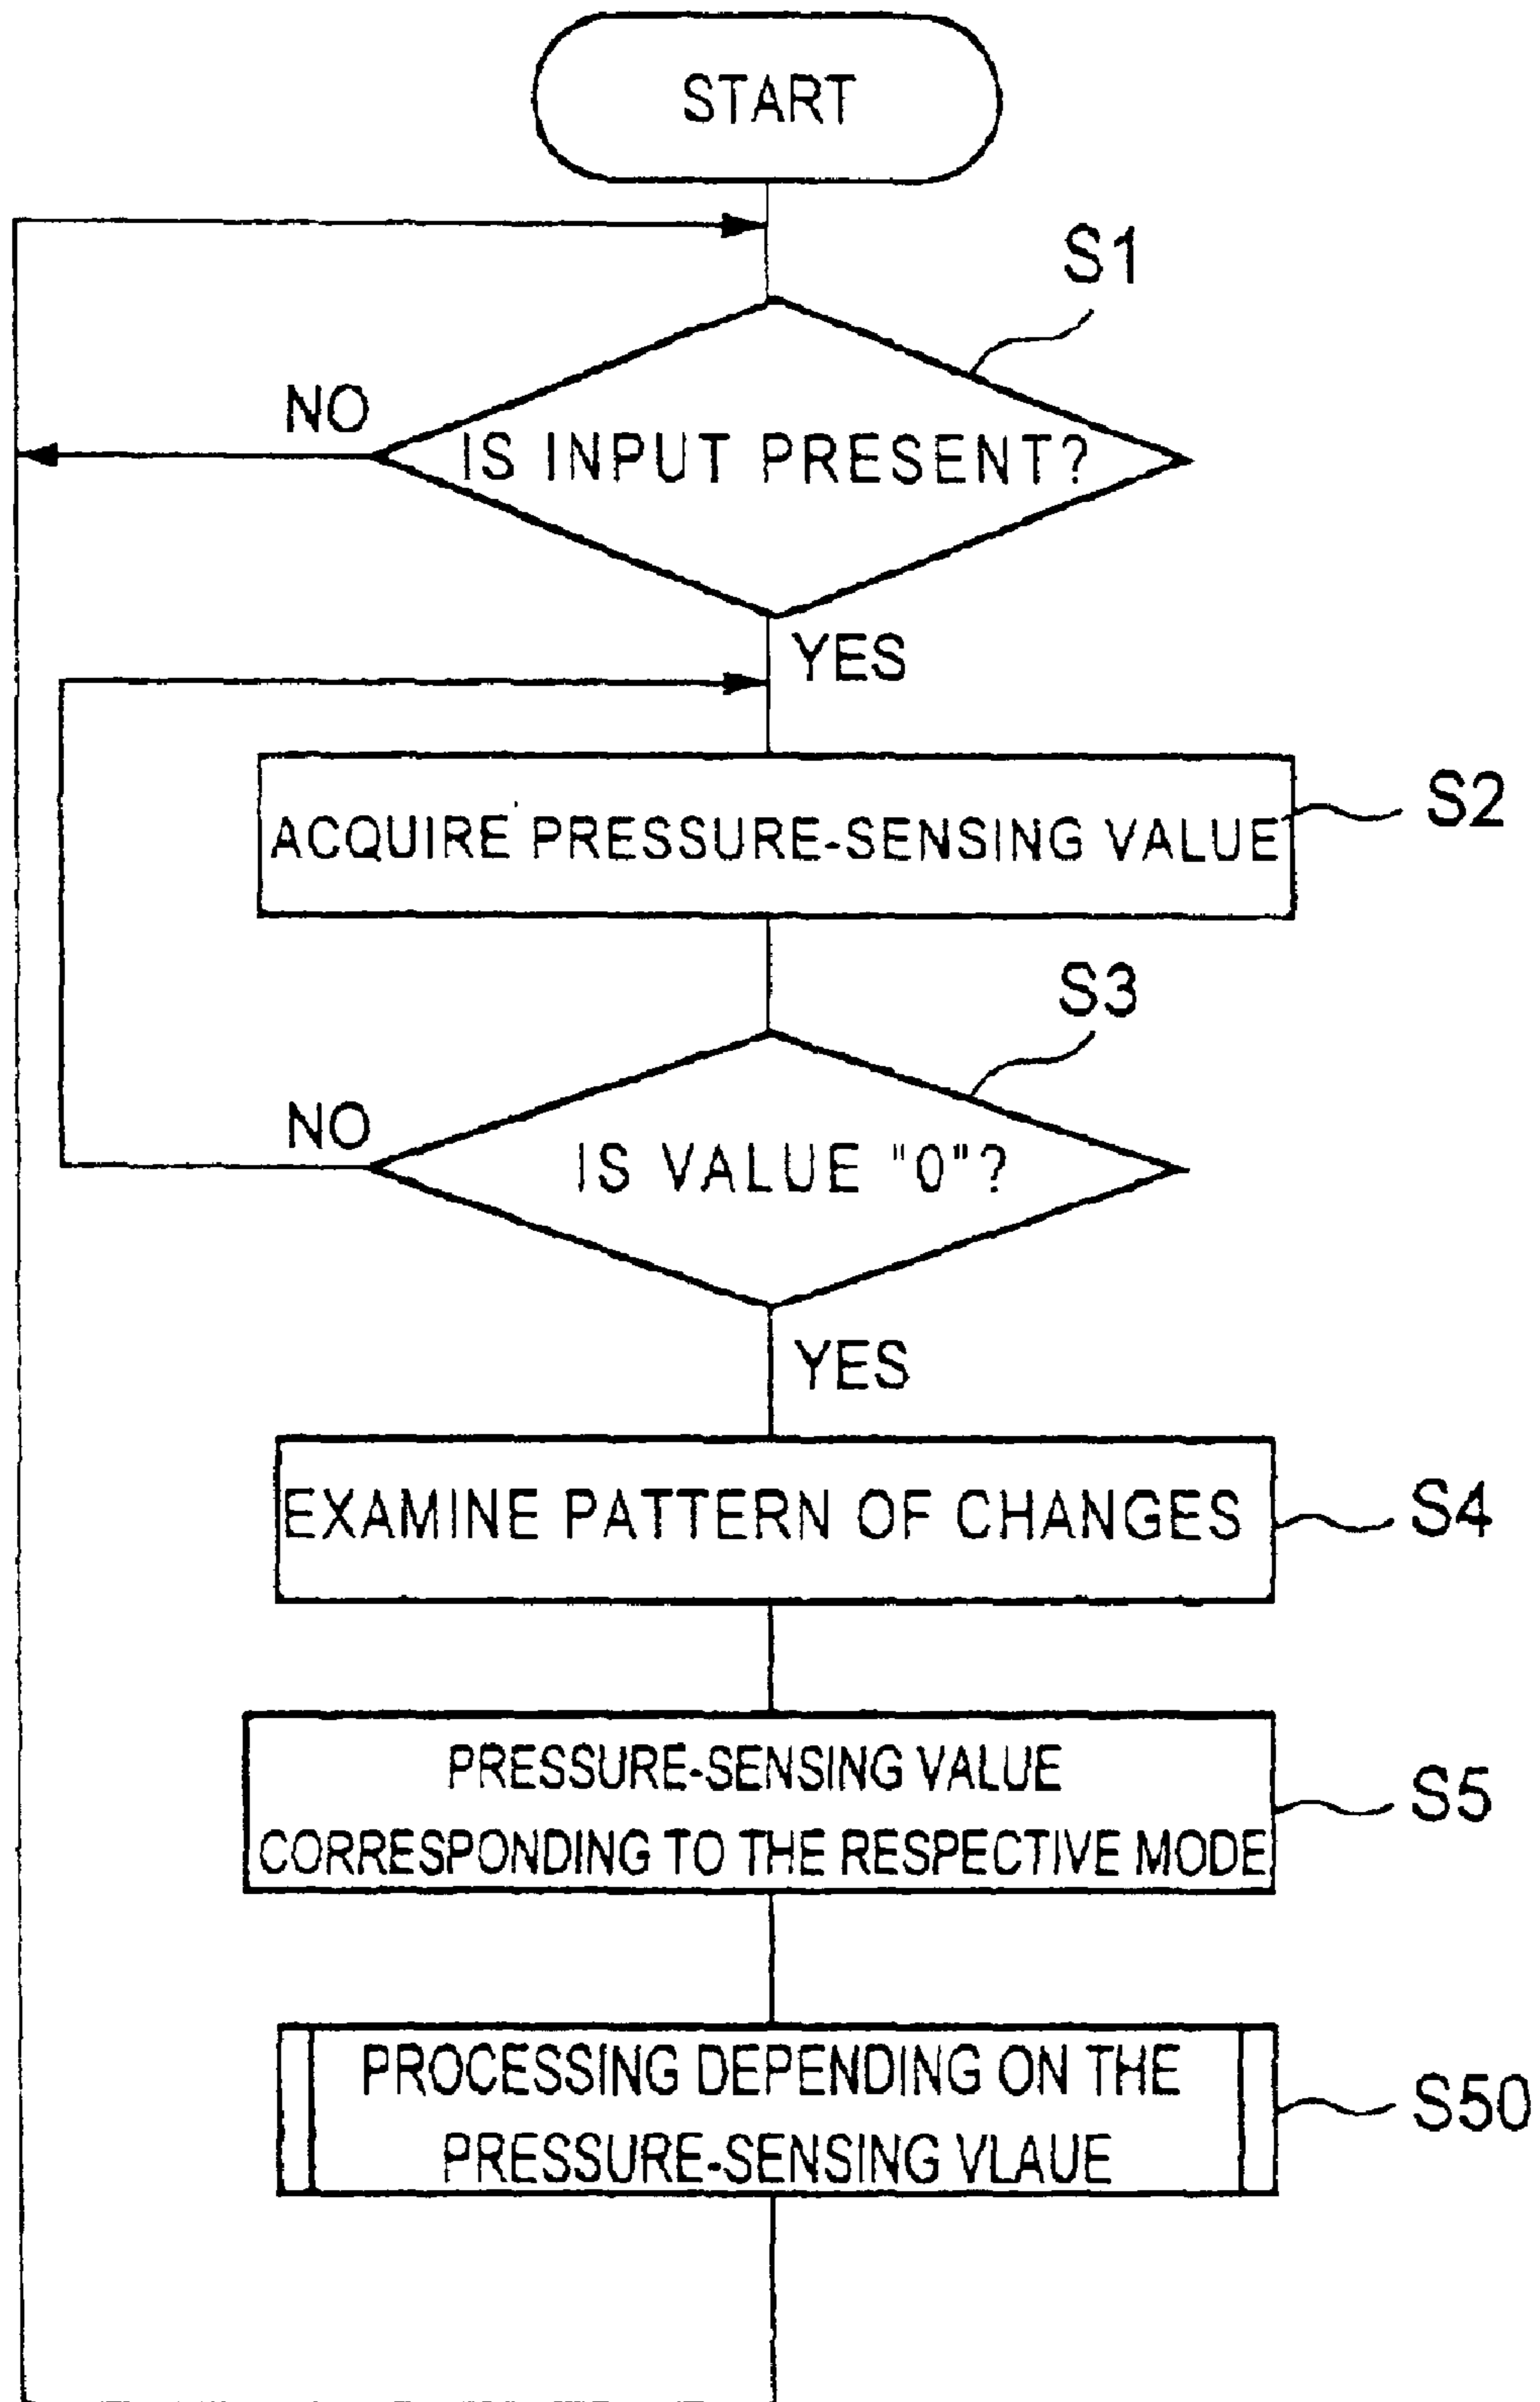 START
S1
NO
IS INPUT PRESENT?
YES
ACQUIRE PRESSURE-SENSING VALUE
S2
S3
NO
IS VALUE "0"?
YES
EXAMINE PATTERN OF CHANGES
S4
PRESSURE-SENSING VALUE
CORRESPONDING TO THE RESPECTIVE MODE
S5
PROCESSING DEPENDING ON THE
PRESSURE-SENSING VLAUE
S50